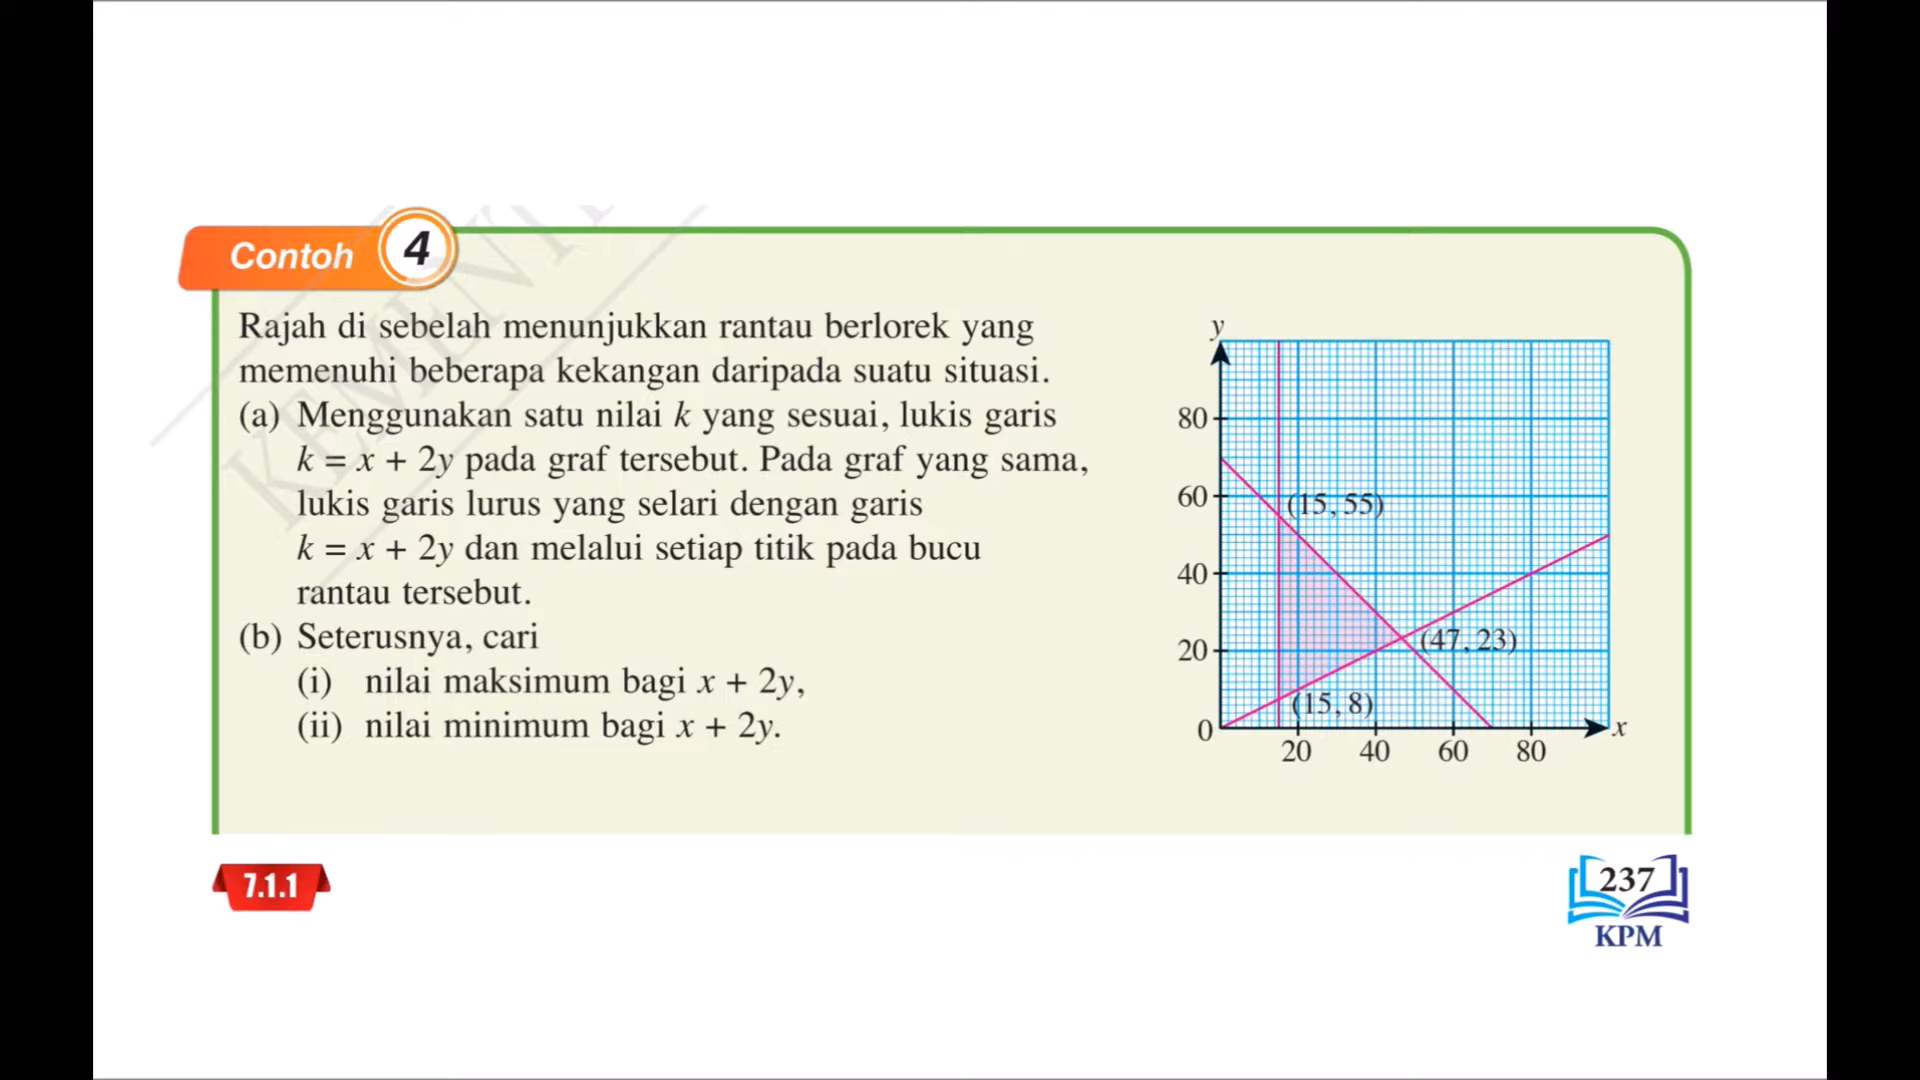 Contoh 4
Rajah di sebelah menunjukkan rantau berlorek yang
memenuhi beberapa kekangan daripada suatu situasi.
(a) Menggunakan satu nilai k yang sesuai, lukis garis
k = x + 2y pada graf tersebut. Pada graf yang sama,
lukis garis lurus yang selari dengan garis
k = x + 2y dan melalui setiap titik pada bucu
rantau tersebut.
(b) Seterusnya, cari
(i) nilai maksimum bagi x + 2y,
(ii) nilai minimum bagi x + 2y.
y
80
60
(15, 55)
40
(47, 23)
20
(15, 8)
0
x
20 40 60 80
7.1.1
237
KPM
KEMENT